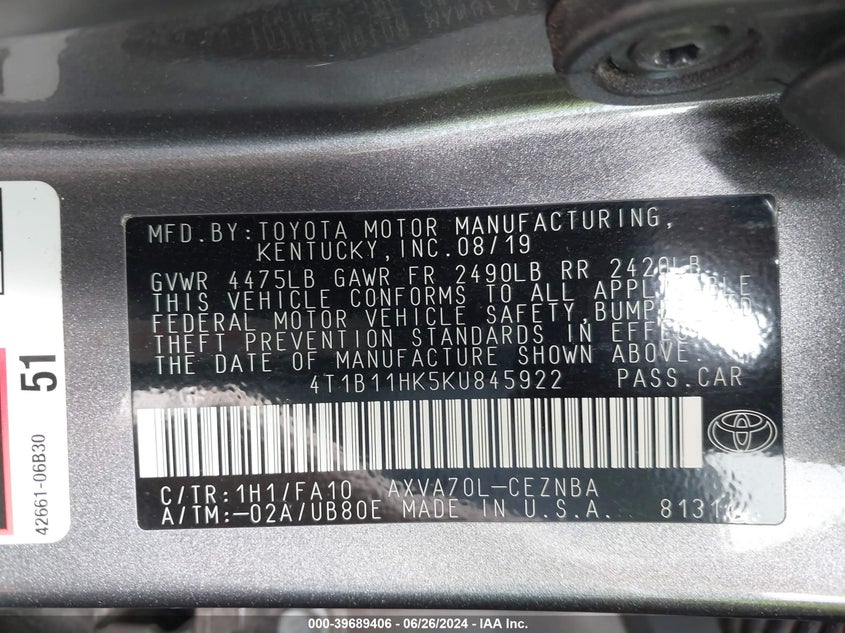 MFD.BY:TOYOTA MOTOR MANUFACTURING,
KENTUCKY,INC.08/19
GVWR 4475LB GAWR FR 2490LB RR 2420LB
THIS VEHICLE CONFORMS TO ALL
FEDERAL MOTOR VEHICLE SAFETY,
THEFT PREVENTION STANDARDS IN
THE DATE OF MANUFACTURE SHOWN ABOVE.
4T1B11HK5KU845922 PASS.CAR
C/TR:1H1/FA10 AXVA70L-CEZNBA
A/TM:-02A/UB80E MADE IN U.S.A.
51
42661-06B30
000-39689406 | 06/26/2024 - IAA Inc.